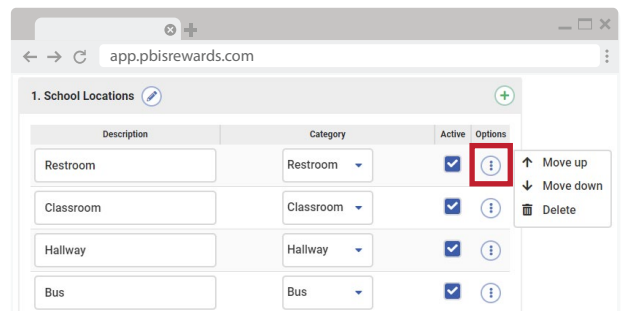 app.pbisrewards.com
1. School Locations
Description Category Active Options
Restroom Restroom Move up
Move down
Classroom Classroom Delete
Hallway Hallway
Bus Bus